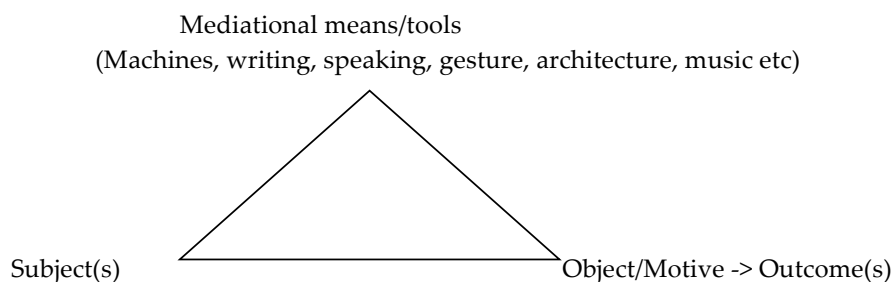 Mediational means/tools
(Machines, writing, speaking, gesture, architecture, music etc)
Subject(s)
Object/Motive -> Outcome(s)